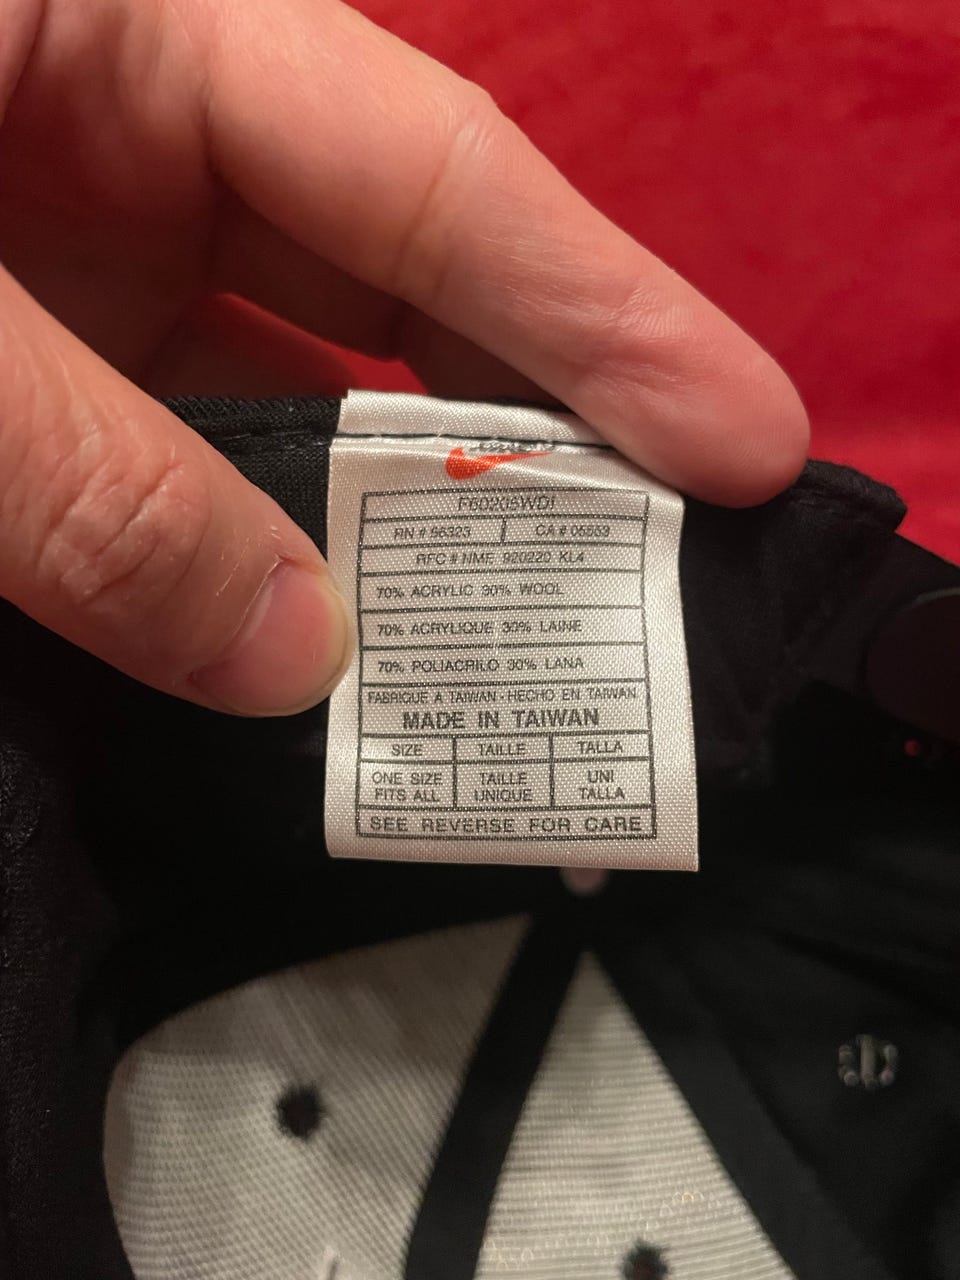 F60205WDI
RN # 56323 CA # 05553
RFC # NME 920220 KL4
70% ACRYLIC 30% WOOL
70% ACRYLIQUE 30% LAINE
70% POLIACRILO 30% LANA
FABRIQUE A TAIWAN - HECHO EN TAIWAN
MADE IN TAIWAN
SIZE TAILLE TALLA
ONE SIZE FITS ALL TAILLE UNIQUE UNI TALLA
SEE REVERSE FOR CARE